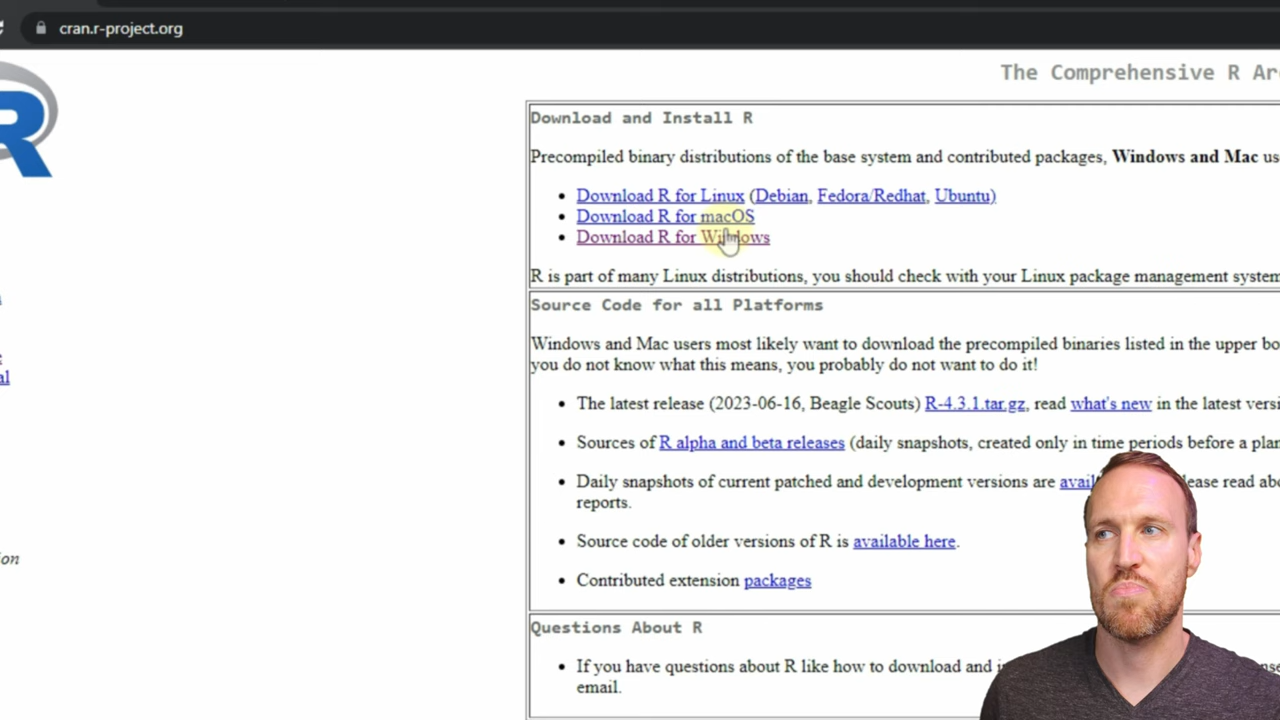 cran.r-project.org
The Comprehensive R
R
Download and Install R
Precompiled binary distributions of the base system and contributed packages, Windows and Mac
• Download R for Linux (Debian, Fedora/Redhat, Ubuntu)
• Download R for macOS
• Download R for Windows
R is part of many Linux distributions, you should check with your Linux package management system
Source Code for all Platforms
Windows and Mac users most likely want to download the precompiled binaries listed in the upper
you do not know what this means, you probably do not want to do it!
• The latest release (2023-06-16, Beagle Scouts) R-4.3.1.tar.gz, read what's new in the latest
• Sources of R alpha and beta releases (daily snapshots, created only in time periods before a
• Daily snapshots of current patched and development versions are read
reports.
• Source code of older versions of R is available here.
• Contributed extension packages
Questions About R
• If you have questions about R like how to download and
email.